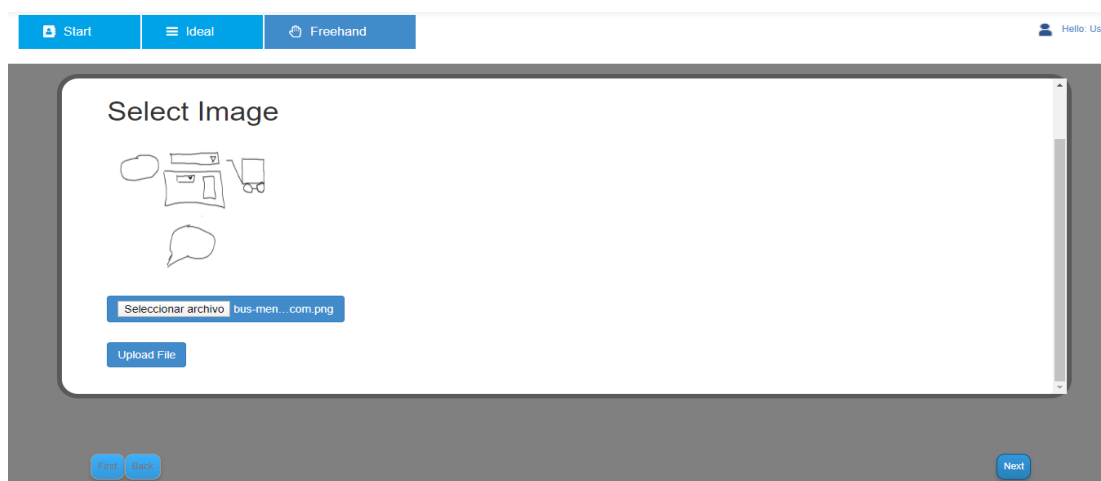 Start Ideal Freehand Hello: Us
Select Image
Seleccionar archivo bus-men...com.png
Upload File
First Back Next